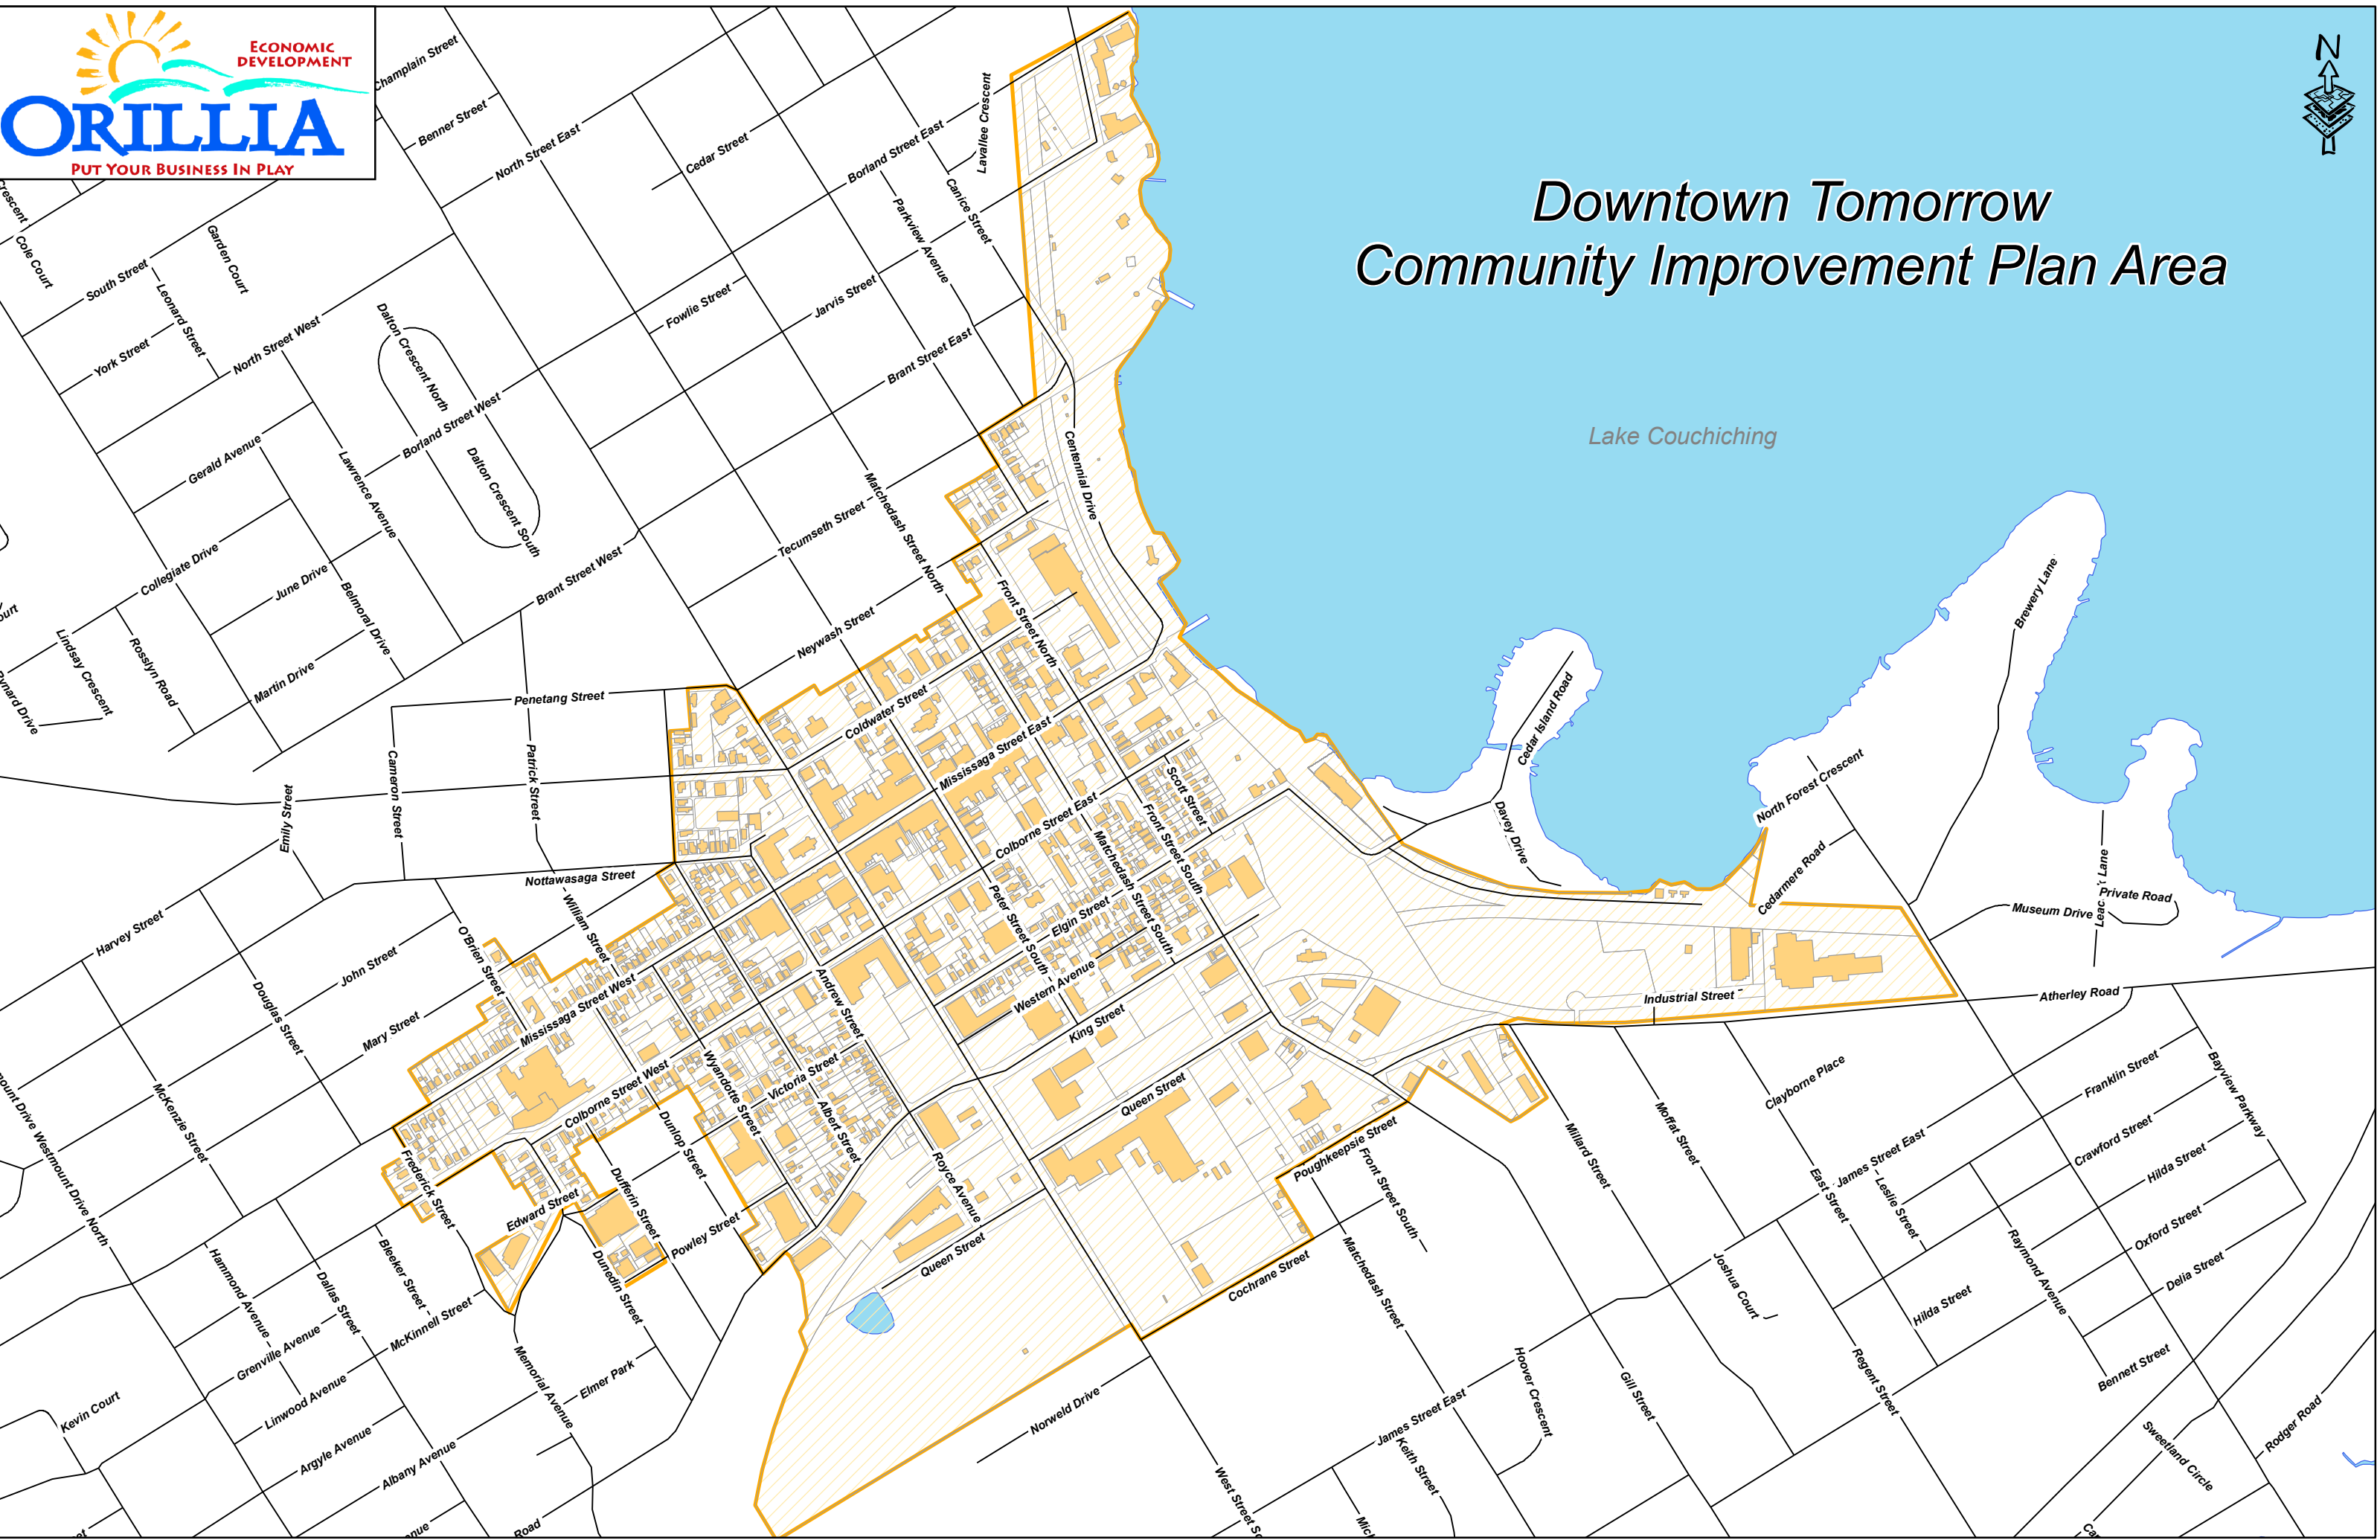 ECONOMIC
DEVELOPMENT
ORILLIA
PUT YOUR BUSINESS IN PLAY
N
Downtown Tomorrow
Community Improvement Plan Area
Lake Couchiching
Champlain Street
Benner Street
North Street East
Cedar Street
Borland Street East
Lavallee Crescent
Canice Street
Parkview Avenue
Crescent
Cole Court
Garden Court
South Street
Leonard Street
York Street
North Street West
Dalton Crescent North
Fowlie Street
Jarvis Street
Brant Street East
Gerald Avenue
Lawrence Avenue
Borland Street West
Dalton Crescent South
Matchedash Street North
Centennial Drive
Tecumseth Street
Collegiate Drive
June Drive
Belmoral Drive
Brant Street West
Neywash Street
Front Street North
Lindsay Crescent
Rosslyn Road
Martin Drive
Penetang Street
Coldwater Street
Mississaga Street East
Cameron Street
Patrick Street
Emily Street
Scott Street
Colborne Street East
Front Street South
Matchedash Street South
Cedar Island Road
Davey Drive
Brewery Lane
North Forest Crescent
Cedarmere Road
Private Road
Museum Drive
Atherley Road
Industrial Street
Nottawasaga Street
William Street
Harvey Street
O'Brien Street
John Street
Mary Street
Douglas Street
McKenzie Street
Mississaga Street West
Peter Street South
Elgin Street
Western Avenue
King Street
Andrew Street
Colborne Street West
Wyandotte Street
Victoria Street
Albert Street
Dunlop Street
Royce Avenue
Queen Street
Queen Street
Poughkeepsie Street
Front Street South
Cochrane Street
Matchedash Street
Frederick Street
Edward Street
Dufferin Street
Powley Street
Dunedin Street
Westmount Drive North
Hammond Avenue
Dallas Street
Bleeker Street
McKinnell Street
Grenville Avenue
Linwood Avenue
Argyle Avenue
Albany Avenue
Memorial Avenue
Elmer Park
Kevin Court
Road
Norweld Drive
James Street East
Keith Street
Hoover Crescent
Gill Street
Millard Street
Moffat Street
Clayborne Place
East Street
James Street East
Leslie Street
Franklin Street
Crawford Street
Bayview Parkway
Hilda Street
Oxford Street
Delia Street
Raymond Avenue
Joshua Court
Hilda Street
Regent Street
Bennett Street
Sweetland Circle
Rodger Road